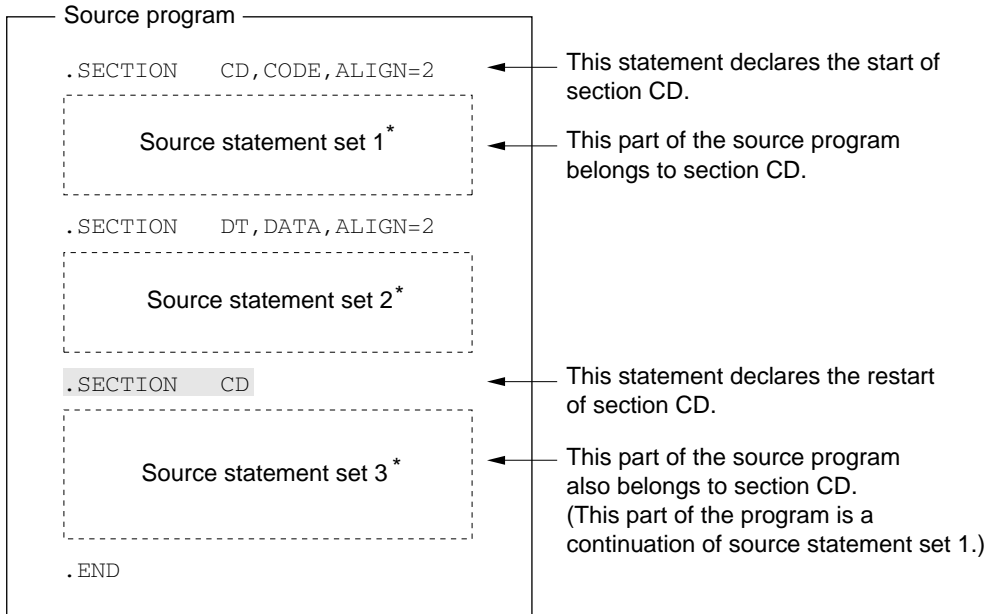 Source program
.SECTION CD,CODE,ALIGN=2
This statement declares the start of
section CD.
Source statement set 1*
This part of the source program
belongs to section CD.
.SECTION DT,DATA,ALIGN=2
Source statement set 2*
.SECTION CD
This statement declares the restart
of section CD.
Source statement set 3*
This part of the source program
also belongs to section CD.
(This part of the program is a
continuation of source statement set 1.)
.END